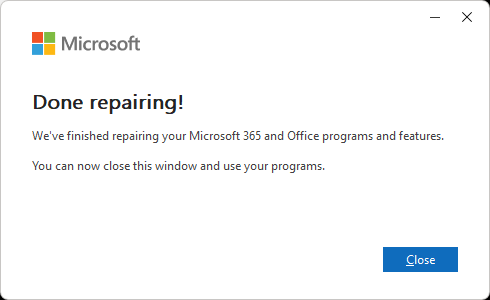 Microsoft
Done repairing!
We've finished repairing your Microsoft 365 and Office programs and features.
You can now close this window and use your programs.
Close